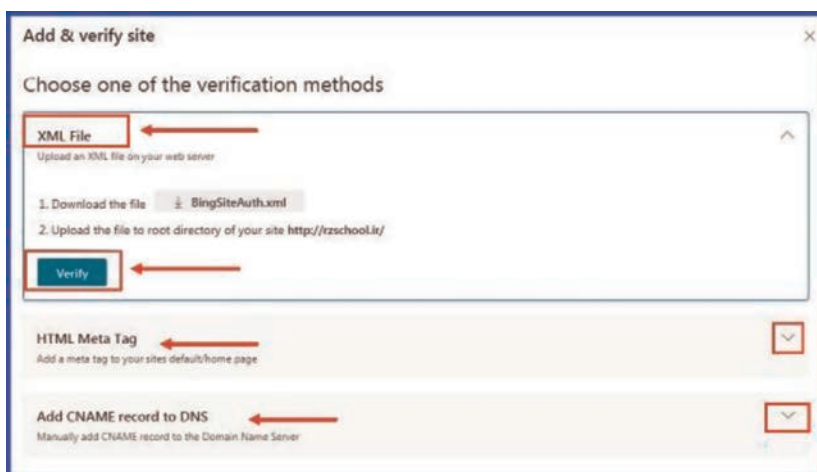 Add & verify site
Choose one of the verification methods
XML File
Upload an XML file on your web server
1. Download the file BingSiteAuth.xml
2. Upload the file to root directory of your site http://rzschool.ir/
Verify
HTML Meta Tag
Add a meta tag to your sites default/home page
Add CNAME record to DNS
Manually add CNAME record to the Domain Name Server